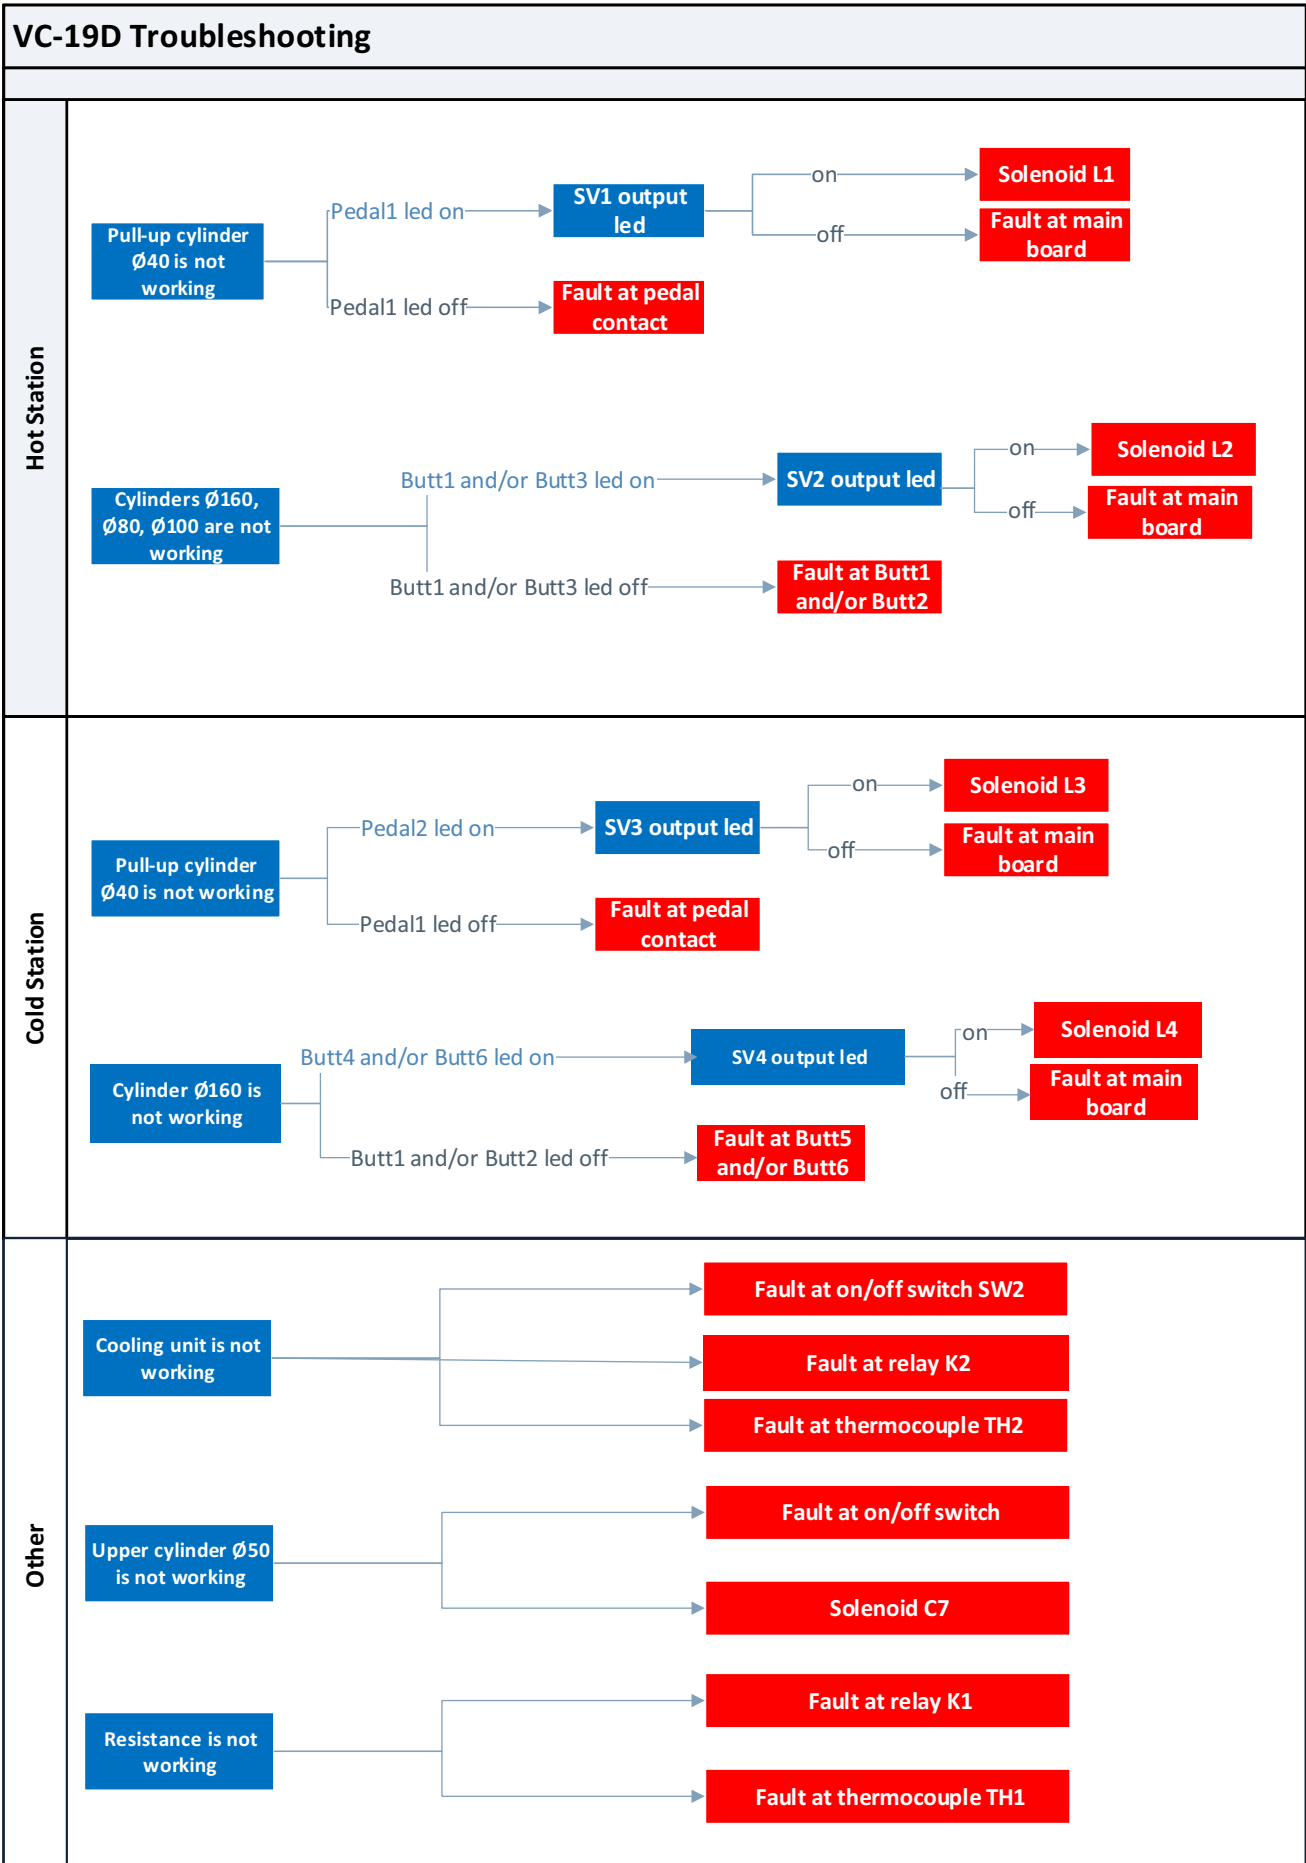 VC-19D Troubleshooting
Hot Station
Pull-up cylinder
Ø40 is not
working
Pedal1 led on
SV1 output
led
on
Solenoid L1
off
Fault at main
board
Pedal1 led off
Fault at pedal
contact
Cylinders Ø160,
Ø80, Ø100 are not
working
Butt1 and/or Butt3 led on
SV2 output led
on
Solenoid L2
off
Fault at main
board
Butt1 and/or Butt3 led off
Fault at Butt1
and/or Butt2
Cold Station
Pull-up cylinder
Ø40 is not working
Pedal2 led on
SV3 output led
on
Solenoid L3
off
Fault at main
board
Pedal1 led off
Fault at pedal
contact
Cylinder Ø160 is
not working
Butt4 and/or Butt6 led on
SV4 output led
on
Solenoid L4
off
Fault at main
board
Butt1 and/or Butt2 led off
Fault at Butt5
and/or Butt6
Other
Cooling unit is not
working
Fault at on/off switch SW2
Fault at relay K2
Fault at thermocouple TH2
Upper cylinder Ø50
is not working
Fault at on/off switch
Solenoid C7
Resistance is not
working
Fault at relay K1
Fault at thermocouple TH1